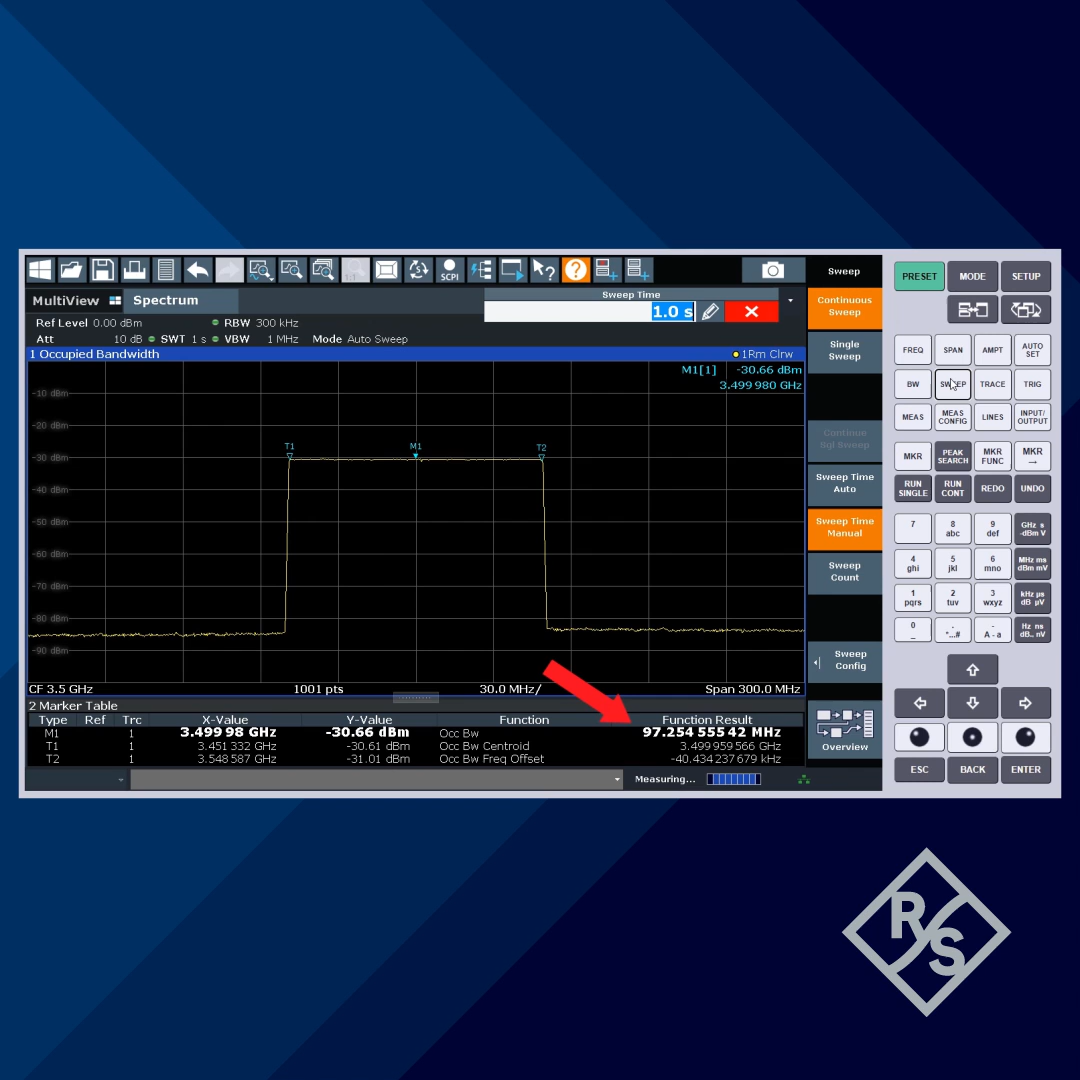 SCPI
1:1
Sweep
PRESET
MODE
SETUP
MultiView
Spectrum
Sweep Time
1.0 s
Continuous
Sweep
Ref Level 0.00 dBm
RBW 300 kHz
Att 10 dB SWT 1 s VBW 1 MHz Mode Auto Sweep
1 Occupied Bandwidth
1Rm Clrw
M1[1] -30.66 dBm
3.499 980 GHz
Single
Sweep
FREQ
SPAN
AMPT
AUTO
SET
BW
SWEEP
TRACE
TRIG
MEAS
MEAS
CONFIG
LINES
INPUT/
OUTPUT
-10 dBm
-20 dBm
-30 dBm
-40 dBm
-50 dBm
-60 dBm
-70 dBm
-80 dBm
-90 dBm
T1
M1
T2
Continue
Sgl Sweep
Sweep Time
Auto
Sweep Time
Manual
Sweep
Count
Sweep
Config
Overview
MKR
PEAK
SEARCH
MKR
FUNC
MKR
→
RUN
SINGLE
RUN
CONT
REDO
UNDO
7
8
abc
9
def
GHz s
-dBm V
4
ghi
5
jkl
6
mno
MHz ms
dBm mV
1
pqrs
2
tuv
3
wxyz
kHz µs
dB µV
0
_
.
*...#
-
A - a
Hz ns
dB.. nV
CF 3.5 GHz
1001 pts
30.0 MHz/
Span 300.0 MHz
2 Marker Table
Type Ref Trc X-Value Y-Value Function Function Result
M1 1 3.499 98 GHz -30.66 dBm Occ Bw 97.254 555 42 MHz
T1 1 3.451 332 GHz -30.61 dBm Occ Bw Centroid 3.499 959 566 GHz
T2 1 3.548 587 GHz -31.01 dBm Occ Bw Freq Offset -40.434 237 679 kHz
Measuring...
ESC
BACK
ENTER
R
S